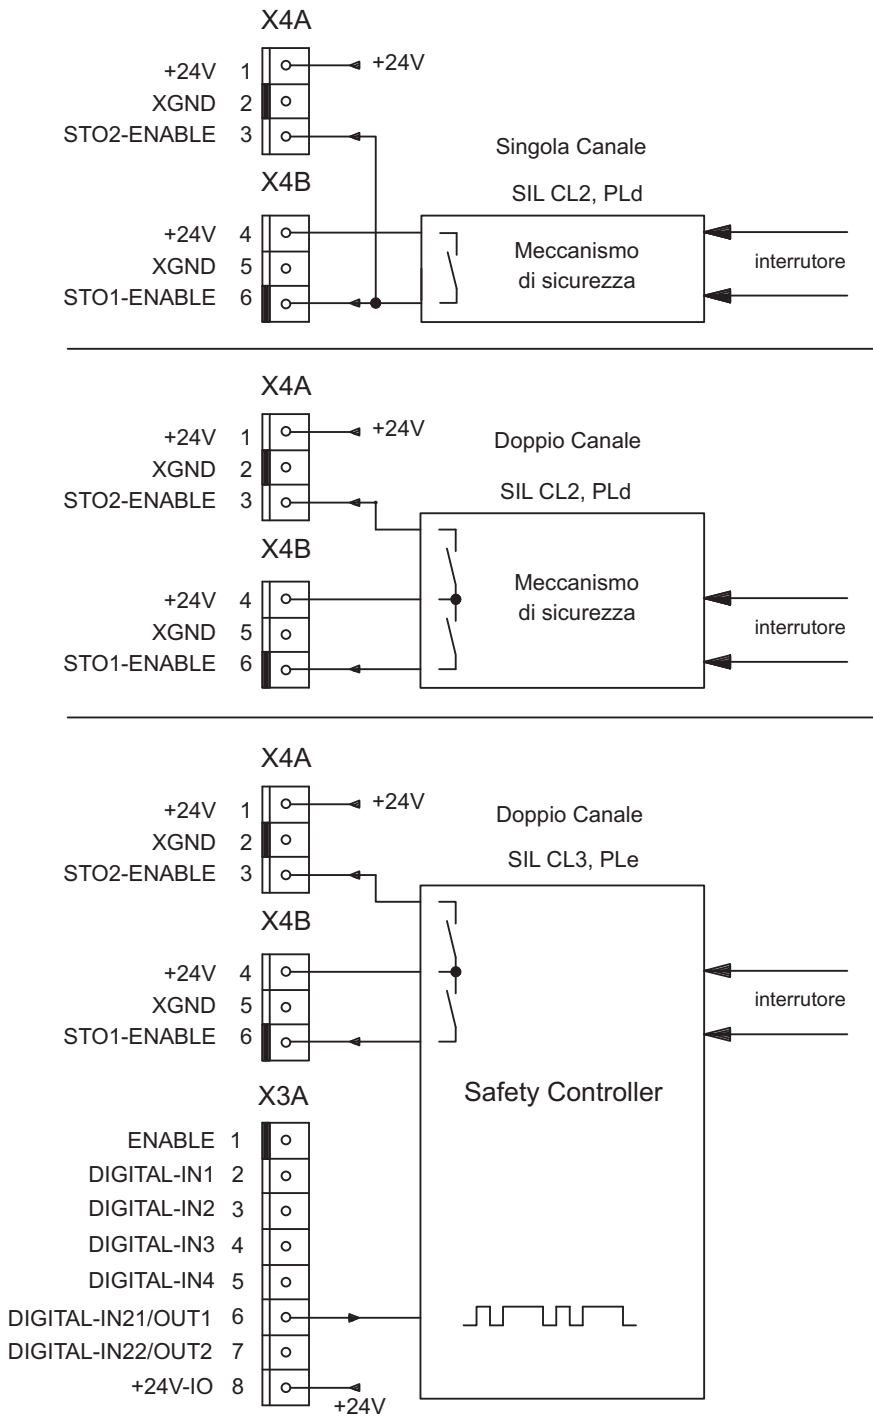 X4A
+24V 1 +24V
XGND 2
STO2-ENABLE 3
Singola Canale
X4B
SIL CL2, PLd
+24V 4
Meccanismo
XGND 5
di sicurezza
interrutore
STO1-ENABLE 6
X4A
+24V 1 +24V
Doppio Canale
XGND 2
SIL CL2, PLd
STO2-ENABLE 3
X4B
+24V 4
Meccanismo
XGND 5
di sicurezza
interrutore
STO1-ENABLE 6
X4A
+24V 1 +24V
Doppio Canale
XGND 2
SIL CL3, PLe
STO2-ENABLE 3
X4B
+24V 4
XGND 5
interrutore
STO1-ENABLE 6
X3A
Safety Controller
ENABLE 1
DIGITAL-IN1 2
DIGITAL-IN2 3
DIGITAL-IN3 4
DIGITAL-IN4 5
DIGITAL-IN21/OUT1 6
DIGITAL-IN22/OUT2 7
+24V-IO 8
+24V